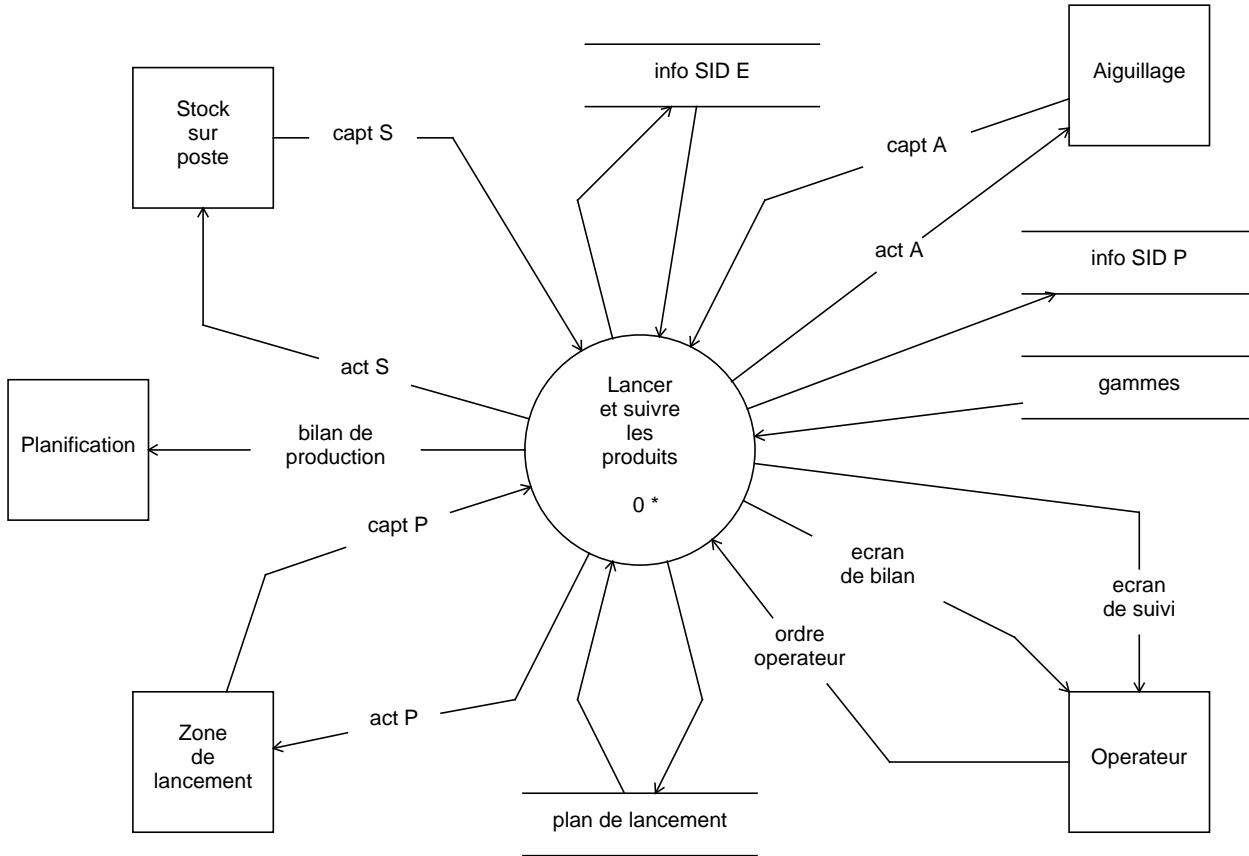 info SID E
Aiguillage
Stock
sur
poste
capt S
capt A
act A
info SID P
act S
Lancer
et suivre
les
produits
0 *
gammes
Planification
bilan de
production
capt P
ecran
de bilan
ecran
de suivi
ordre
operateur
act P
Zone
de
lancement
Operateur
plan de lancement